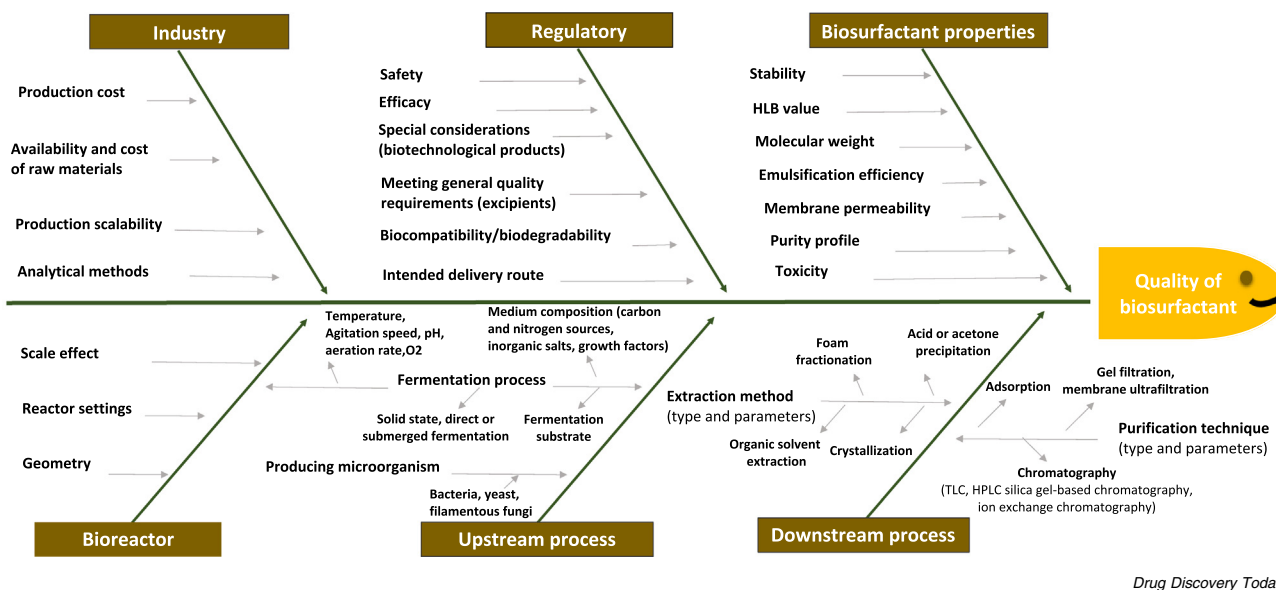 Industry
Regulatory
Biosurfactant properties
Production cost
Availability and cost
of raw materials
Production scalability
Analytical methods
Safety
Efficacy
Special considerations
(biotechnological products)
Meeting general quality
requirements (excipients)
Biocompatibility/biodegradability
Intended delivery route
Stability
HLB value
Molecular weight
Emulsification efficiency
Membrane permeability
Purity profile
Toxicity
Quality of
biosurfactant
Scale effect
Reactor settings
Geometry
Temperature,
Agitation speed, pH,
aeration rate,O2
Fermentation process
Medium composition (carbon
and nitrogen sources,
inorganic salts, growth factors)
Solid state, direct or
submerged fermentation
Fermentation
substrate
Producing microorganism
Bacteria, yeast,
filamentous fungi
Foam
fractionation
Acid or acetone
precipitation
Extraction method
(type and parameters)
Organic solvent
extraction
Crystallization
Adsorption
Gel filtration,
membrane ultrafiltration
Purification technique
(type and parameters)
Chromatography
(TLC, HPLC silica gel-based chromatography,
ion exchange chromatography)
Bioreactor
Upstream process
Downstream process
Drug Discovery Toda